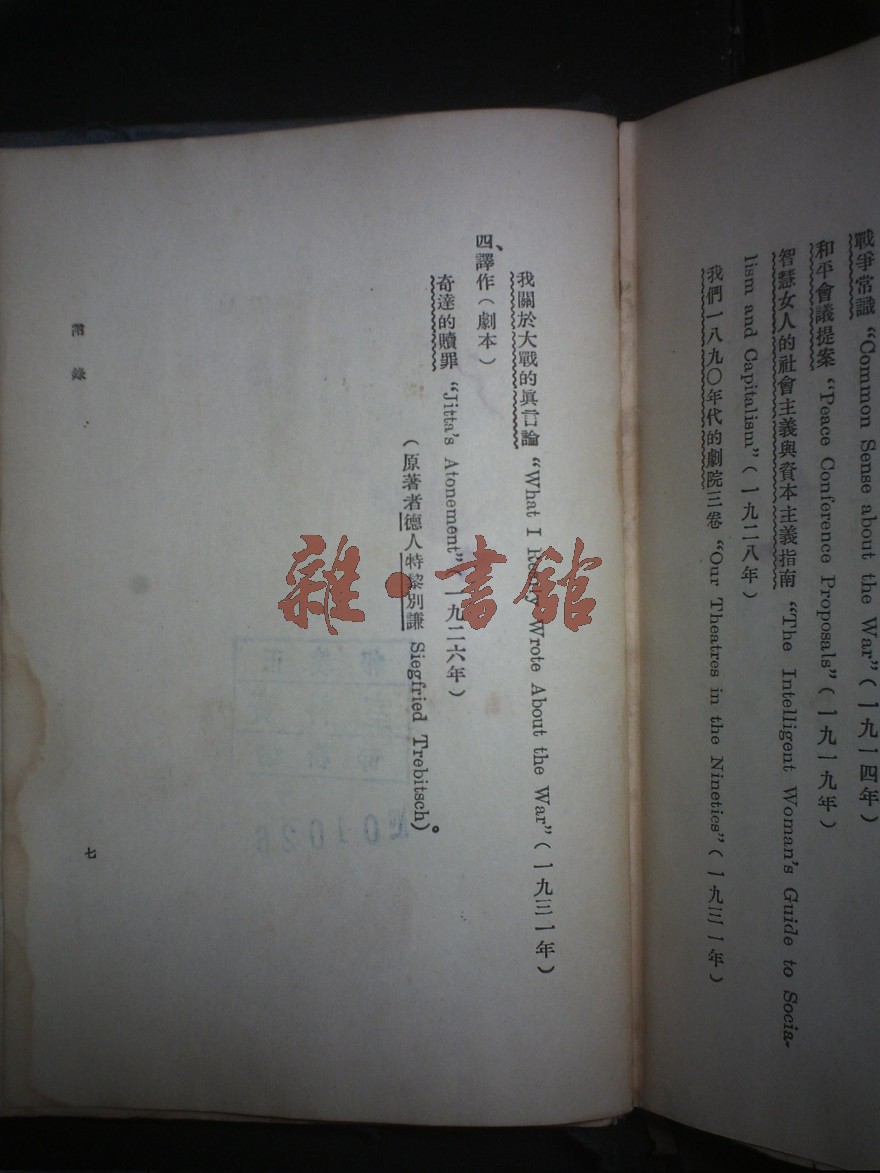 戰爭常識 “Common Sense about the War”（一九一四年）
和平會議提案 “Peace Conference Proposals”（一九一九年）
智慧女人的社會主義與資本主義指南 “The Intelligent Woman's Guide to Socia-
lism and Capitalism”（一九二八年）
我們一八九〇年代的劇院三卷 “Our Theatres in the Nineties”（一九三一年）
我關於大戰的眞言論 “What I Really Wrote About the War”（一九三一年）
四、譯作（劇本）
奇達的贖罪 “Jitta's Atonement”（一九二六年）
（原著者德人特黎別謙 Siegfried Trebitsch）。
附錄
七
雜·書館